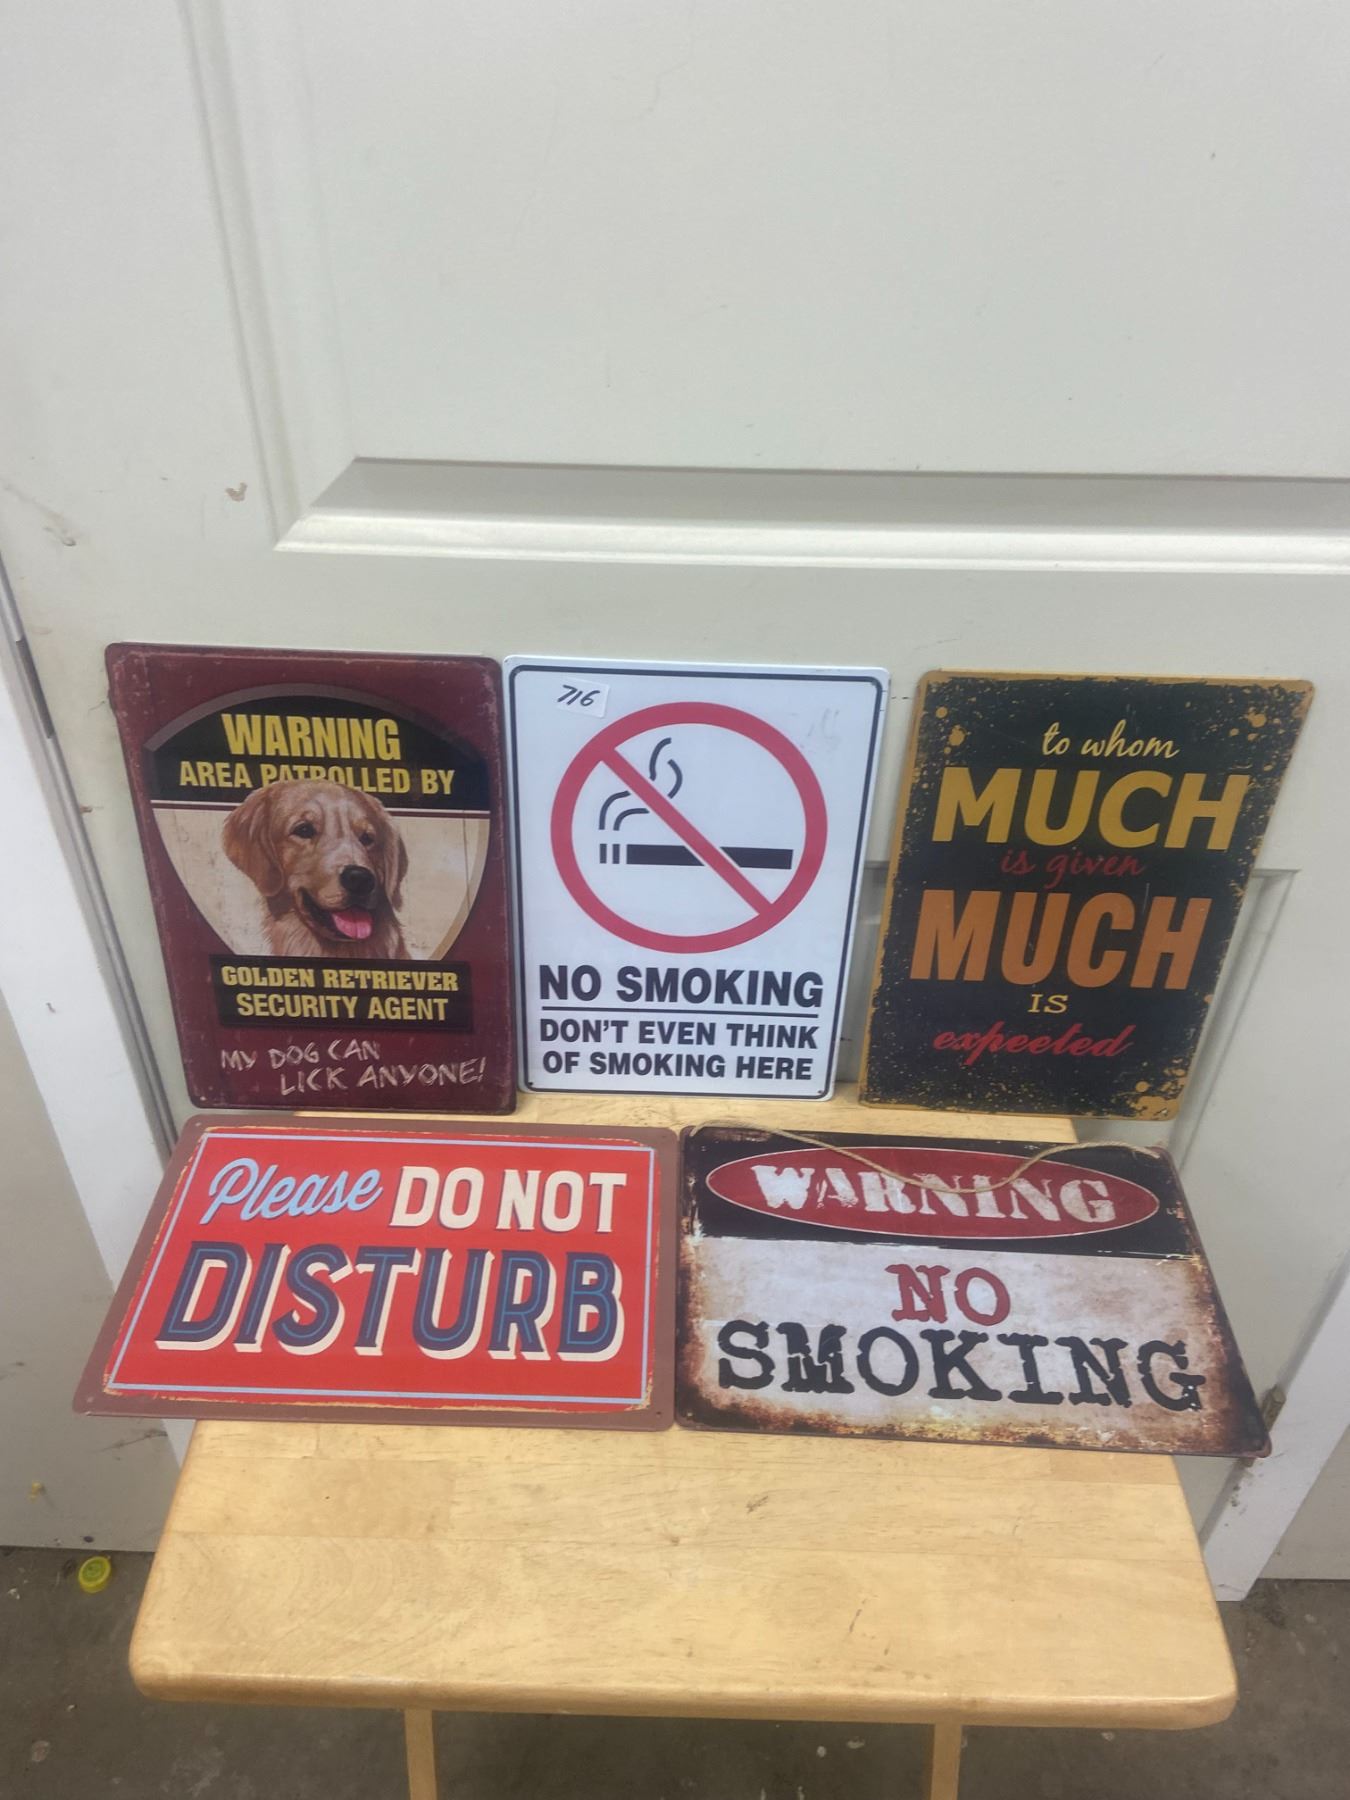 WARNING
AREA PATROLLED BY
GOLDEN RETRIEVER
SECURITY AGENT
MY DOG CAN
LICK ANYONE!
716
NO SMOKING
DON'T EVEN THINK
OF SMOKING HERE
to whom
MUCH
is given
MUCH
IS
expected
Please DO NOT
DISTURB
WARNING
NO
SMOKING